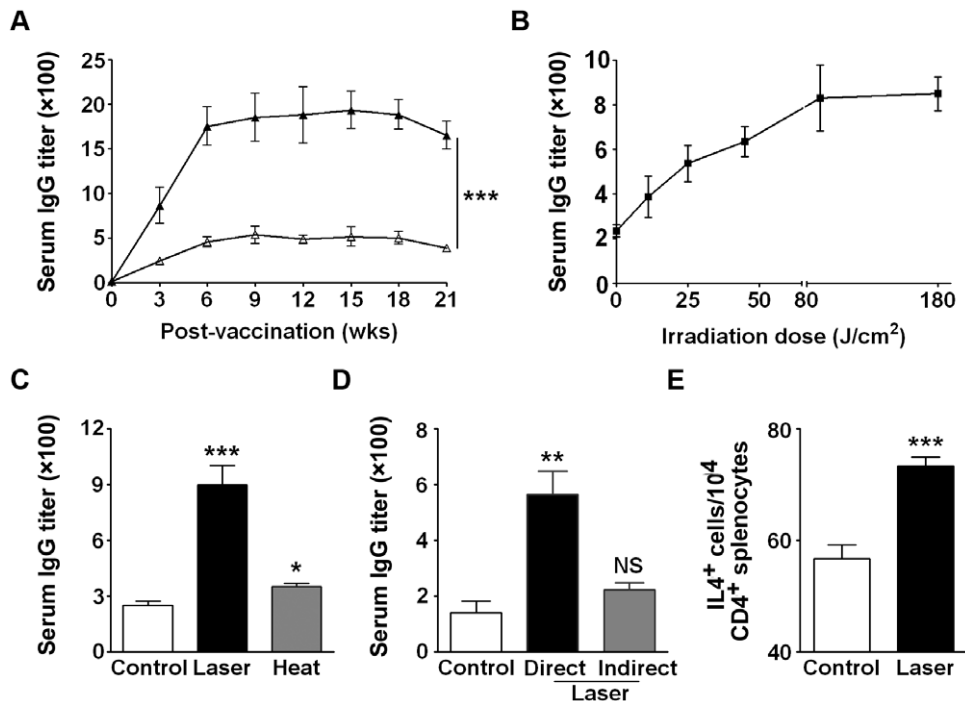 A
Serum IgG titer (×100)
25
20
15
10
5
0
***
0 3 6 9 12 15 18 21
Post-vaccination (wks)
B
Serum IgG titer (×100)
10
8
6
4
2
0
0 25 50 80 180
Irradiation dose (J/cm²)
C
Serum IgG titer (×100)
12
9
6
3
0
***
*
Control Laser Heat
D
Serum IgG titer (×100)
8
6
4
2
0
**
NS
Control Direct Indirect
Laser
E
IL4⁺ cells/10⁴
CD4⁺ splenocytes
80
60
40
***
Control Laser